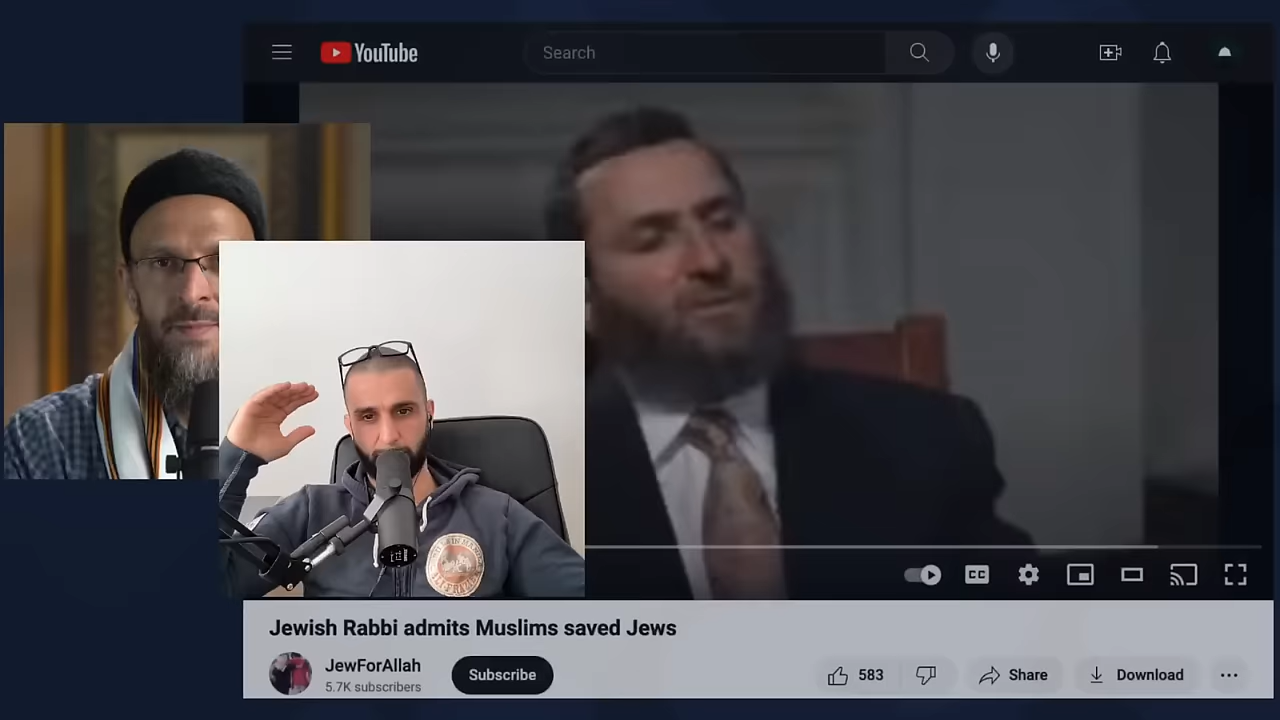 YouTube
Search
CC
Jewish Rabbi admits Muslims saved Jews
JewForAllah
5.7K subscribers
Subscribe
583
Share
Download